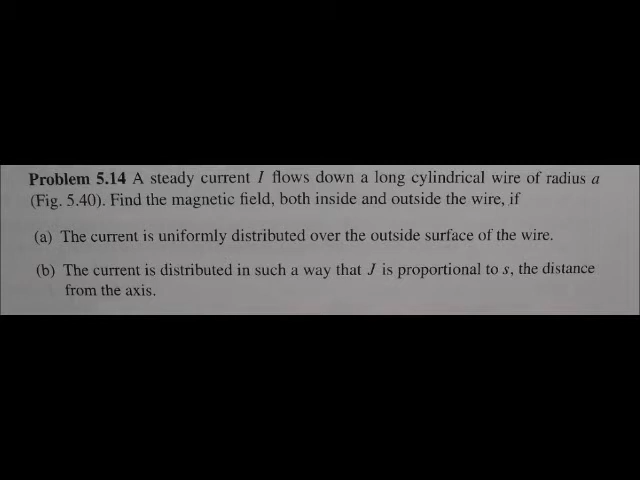 Problem 5.14 A steady current I flows down a long cylindrical wire of radius a
(Fig. 5.40). Find the magnetic field, both inside and outside the wire, if
(a) The current is uniformly distributed over the outside surface of the wire.
(b) The current is distributed in such a way that J is proportional to s, the distance
from the axis.